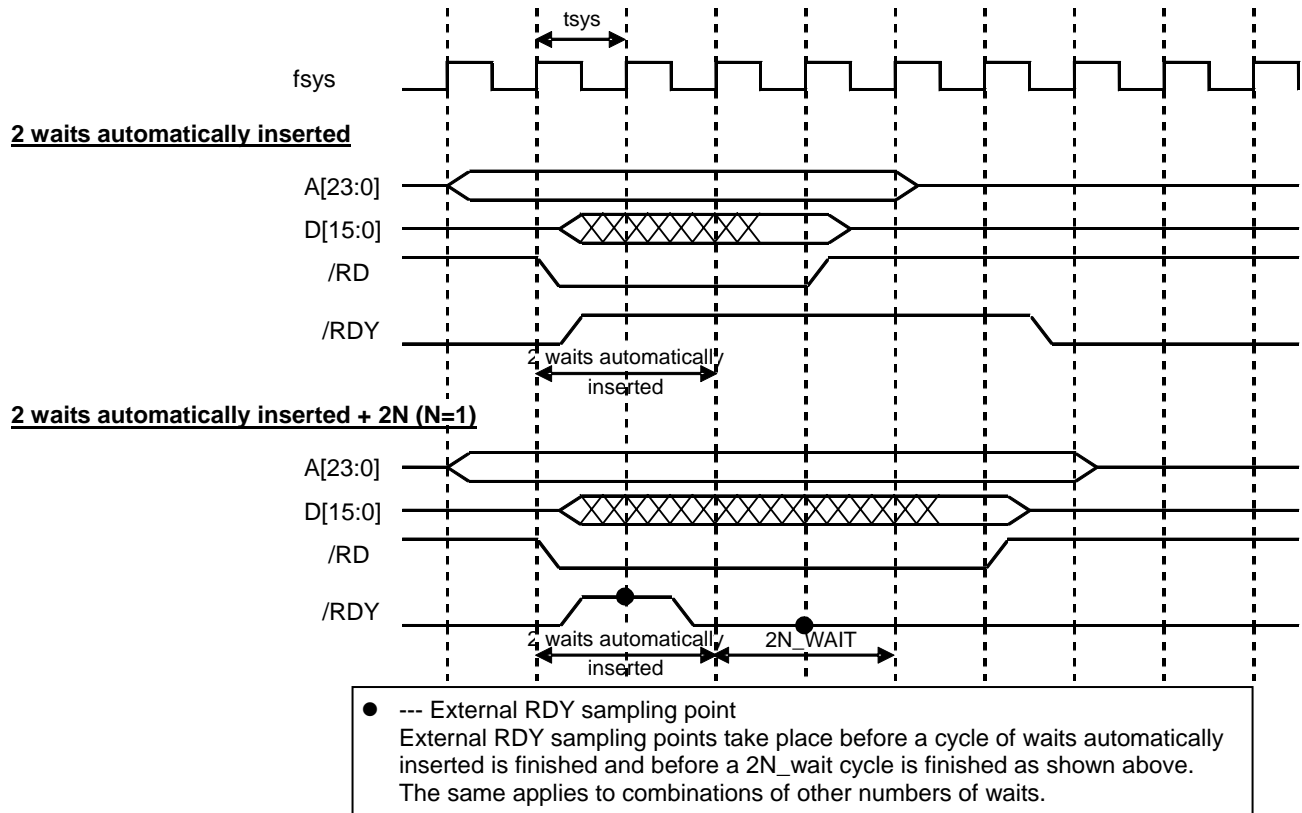 tsys
fsys
2 waits automatically inserted
A[23:0]
D[15:0]
/RD
/RDY
2 waits automatically
inserted
2 waits automatically inserted + 2N (N=1)
A[23:0]
D[15:0]
/RD
/RDY
2 waits automatically
inserted
2N_WAIT
● --- External RDY sampling point
External RDY sampling points take place before a cycle of waits automatically
inserted is finished and before a 2N_wait cycle is finished as shown above.
The same applies to combinations of other numbers of waits.